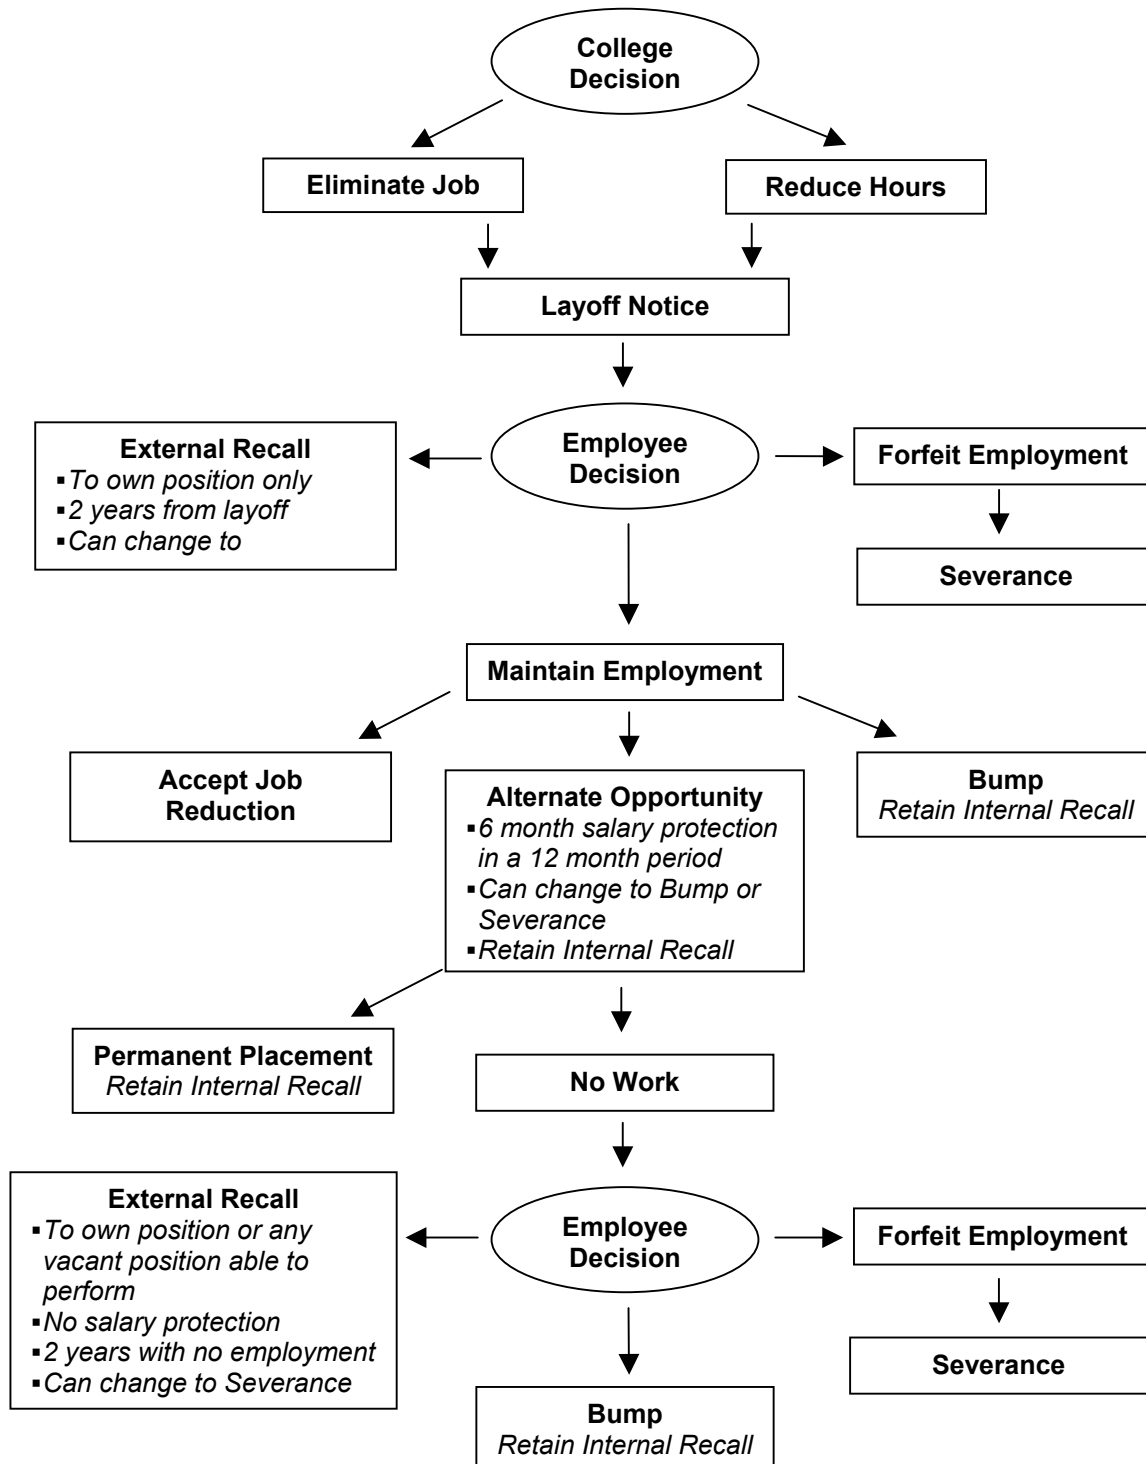 College
Decision
Eliminate Job
Reduce Hours
Layoff Notice
External Recall
▪To own position only
▪2 years from layoff
▪Can change to
Employee
Decision
Forfeit Employment
Severance
Maintain Employment
Accept Job
Reduction
Alternate Opportunity
▪6 month salary protection
in a 12 month period
▪Can change to Bump or
Severance
▪Retain Internal Recall
Bump
Retain Internal Recall
Permanent Placement
Retain Internal Recall
No Work
External Recall
▪To own position or any
vacant position able to
perform
▪No salary protection
▪2 years with no employment
▪Can change to Severance
Employee
Decision
Forfeit Employment
Severance
Bump
Retain Internal Recall